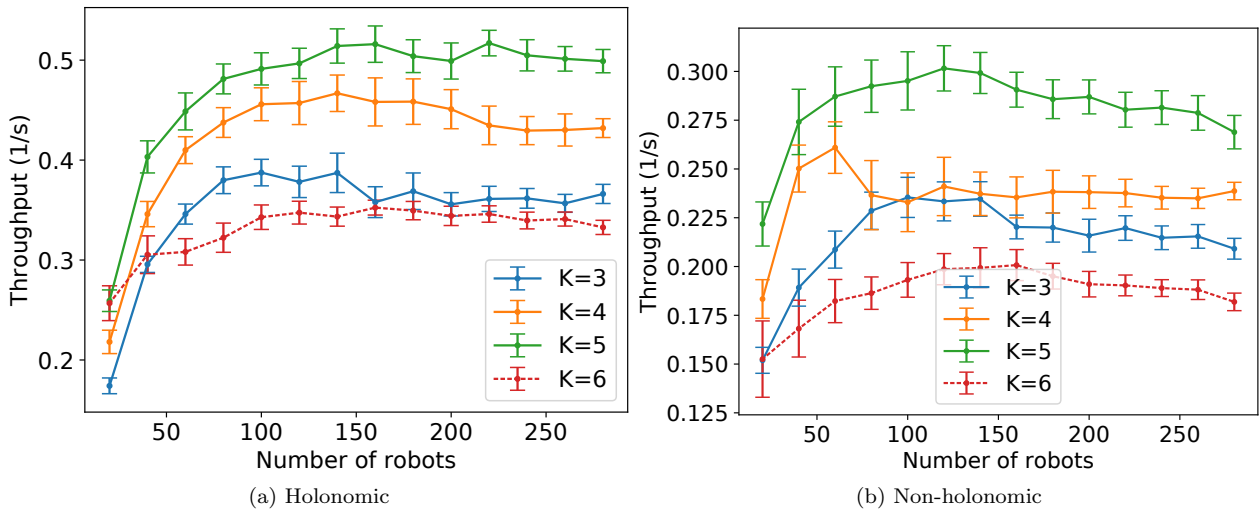 Throughput (1/s)
0.5
0.4
0.3
0.2
50
100
150
200
250
Number of robots
K=3
K=4
K=5
K=6
(a) Holonomic
Throughput (1/s)
0.300
0.275
0.250
0.225
0.200
0.175
0.150
0.125
50
100
150
200
250
Number of robots
K=3
K=4
K=5
K=6
(b) Non-holonomic